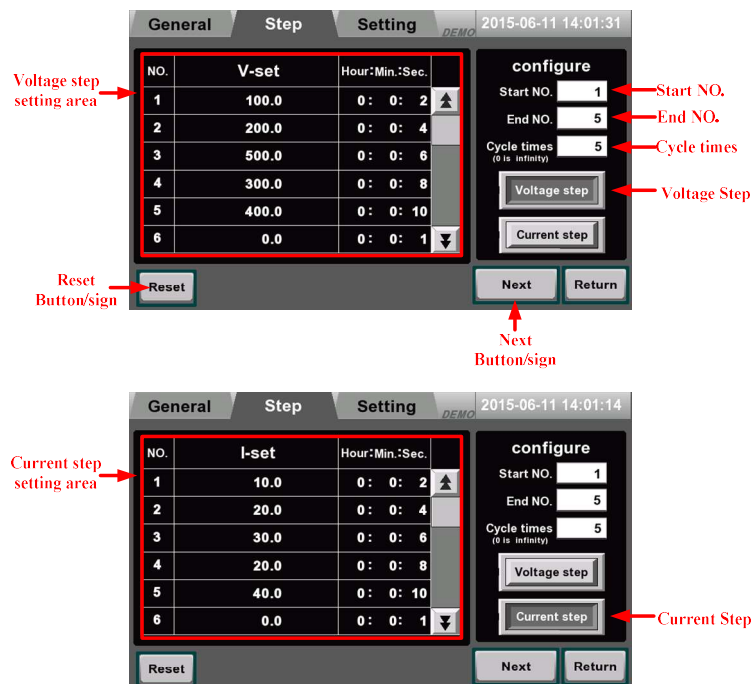 General Step Setting DEMO 2015-06-11 14:01:31
Voltage step
setting area
NO. V-set Hour:Min.:Sec.
1 100.0 0: 0: 2
2 200.0 0: 0: 4
3 500.0 0: 0: 6
4 300.0 0: 0: 8
5 400.0 0: 0: 10
6 0.0 0: 0: 1
configure
Start NO. 1 Start NO.
End NO. 5 End NO.
Cycle times 5 Cycle times
(0 is infinity)
Voltage step Voltage Step
Current step
Reset
Button/sign
Reset Next Return
Next
Button/sign
General Step Setting DEMO 2015-06-11 14:01:14
Current step
setting area
NO. I-set Hour:Min.:Sec.
1 10.0 0: 0: 2
2 20.0 0: 0: 4
3 30.0 0: 0: 6
4 20.0 0: 0: 8
5 40.0 0: 0: 10
6 0.0 0: 0: 1
configure
Start NO. 1
End NO. 5
Cycle times 5
(0 is infinity)
Voltage step
Current step Current Step
Reset Next Return